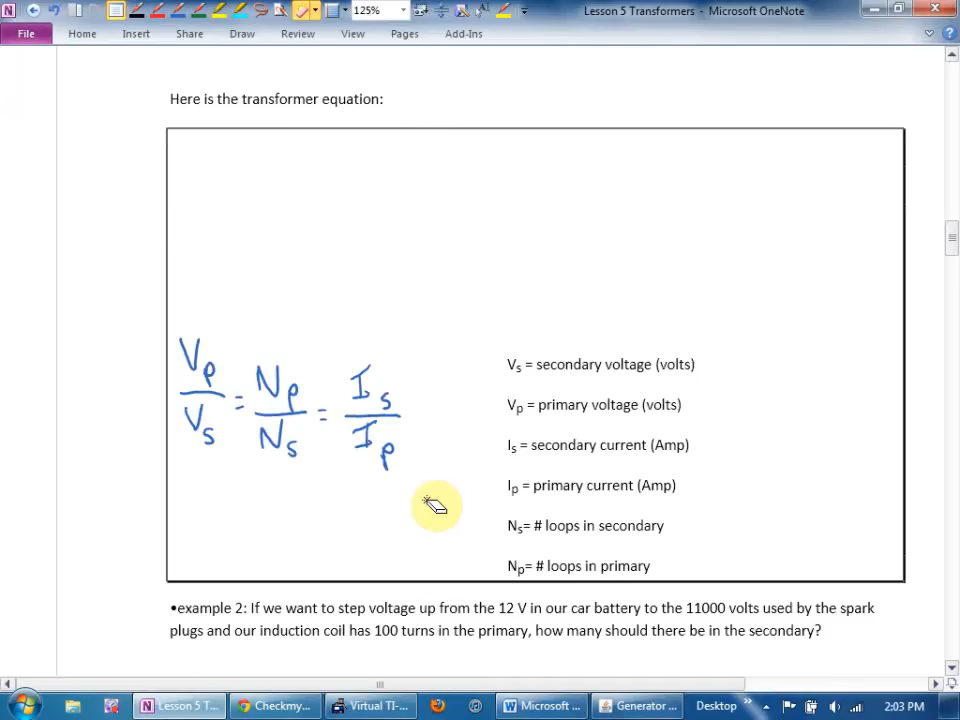 125%
Lesson 5 Transformers - Microsoft OneNote
File Home Insert Share Draw Review View Pages Add-Ins
Here is the transformer equation:
Vp/Vs = Np/Ns = Is/Ip
Vs = secondary voltage (volts)
Vp = primary voltage (volts)
Is = secondary current (Amp)
Ip = primary current (Amp)
Ns= # loops in secondary
Np= # loops in primary
•example 2: If we want to step voltage up from the 12 V in our car battery to the 11000 volts used by the spark
plugs and our induction coil has 100 turns in the primary, how many should there be in the secondary?
Lesson 5 T... Checkmy... Virtual TI-... Microsoft ... Generator ... Desktop 2:03 PM